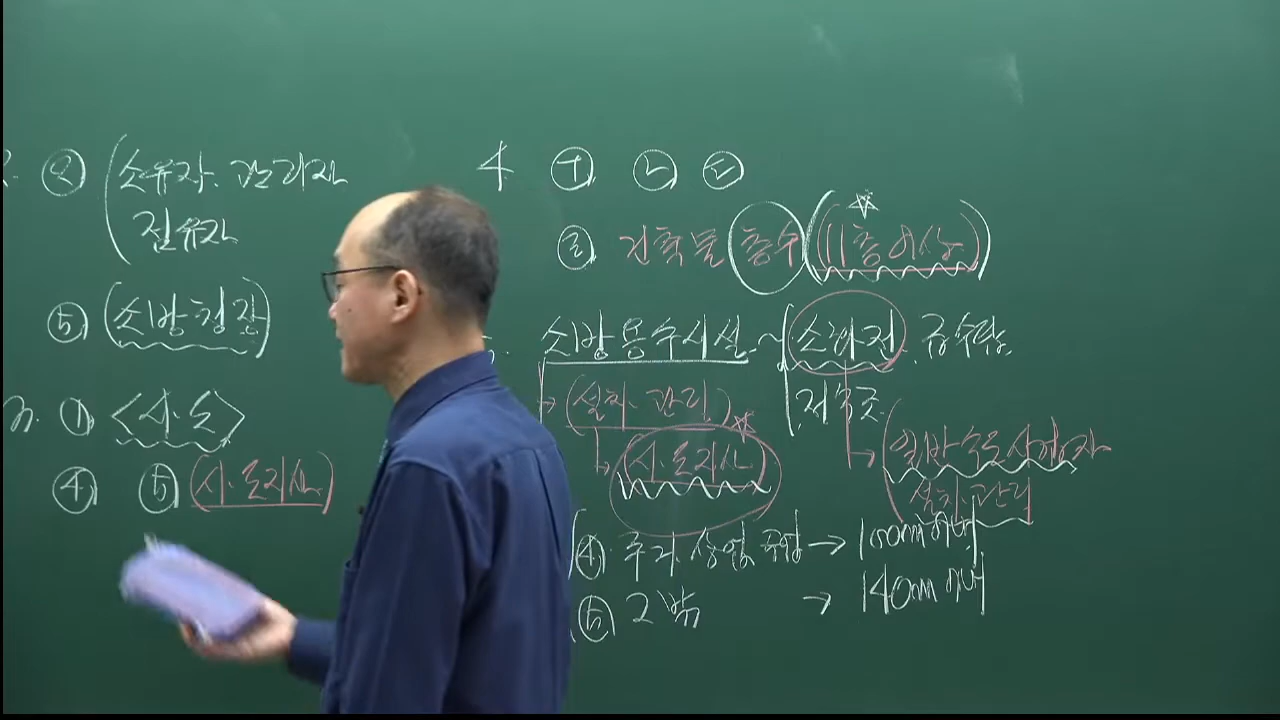 ② 소유자. 관리자
점유자
⑤ (소방청장)
3. ① <시·도>
④ ⑤ (시·도지사)
4 ㉠ ㉡ ㉢
㉣ 건축물 층수 (11층 이상)
소방용수시설 ~ 소화전. 급수탑.
저수조.
→ (설치. 관리)
→ 시·도지사
→ 일반수도사업자
설치. 관리
④. 주거 상업 공업 → 100m 이내
⑤ 그 밖 → 140m 이내